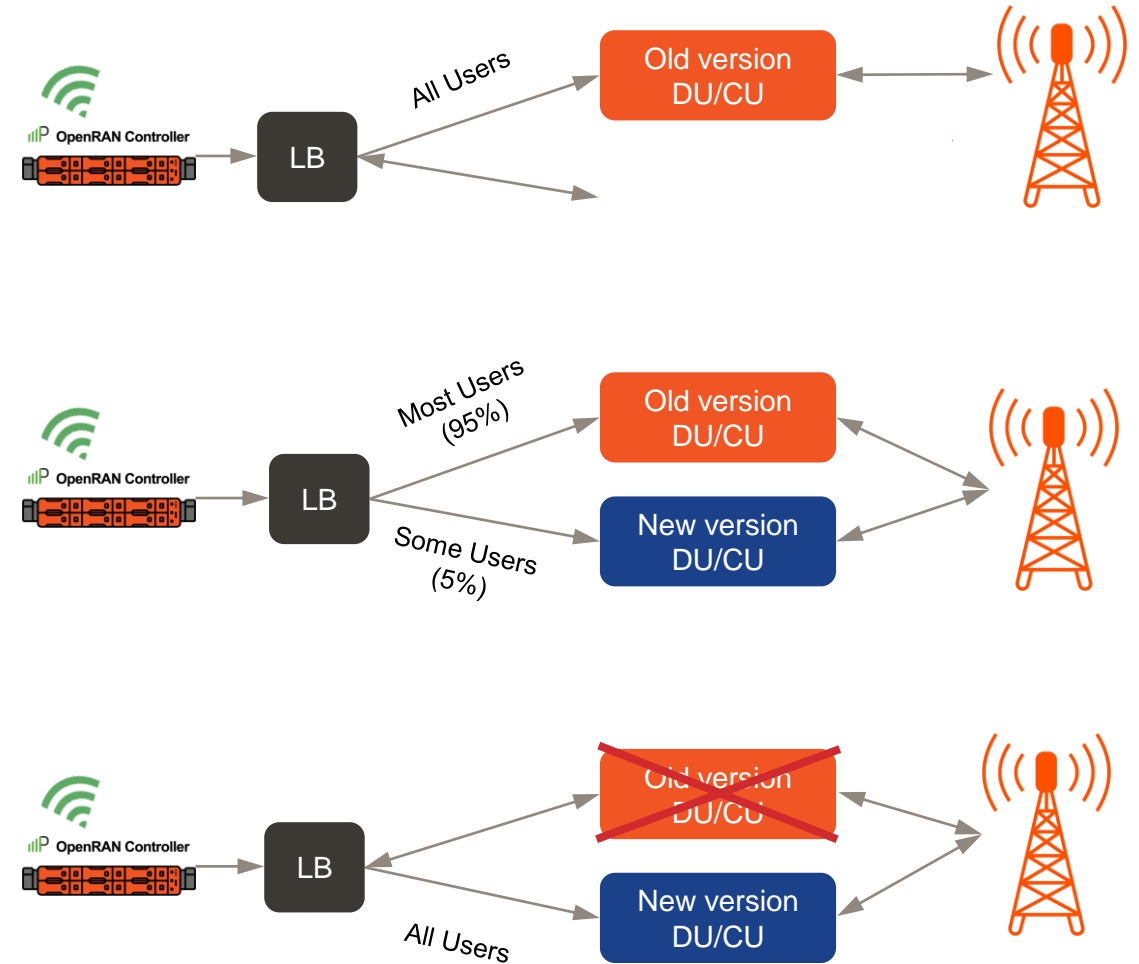 All Users
Old version
DU/CU
OpenRAN Controller
LB
Most Users
(95%)
Old version
DU/CU
OpenRAN Controller
LB
New version
DU/CU
Some Users
(5%)
Old version
DU/CU
OpenRAN Controller
LB
New version
DU/CU
All Users